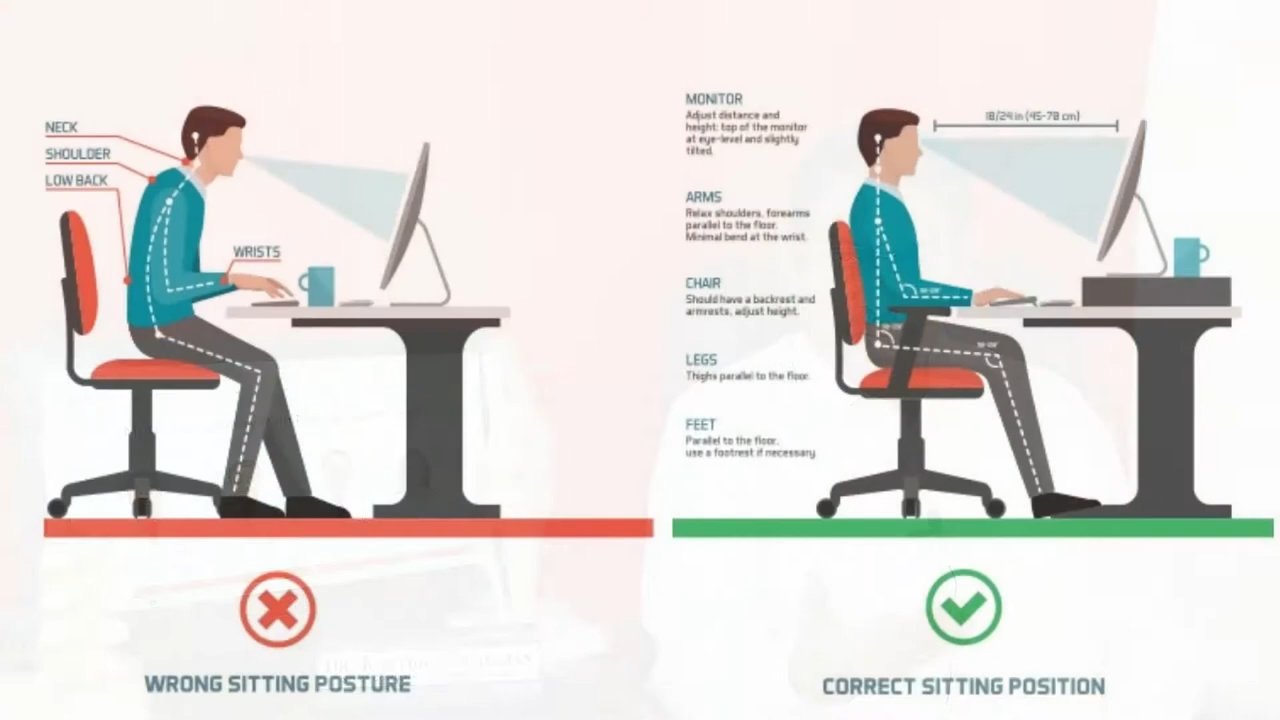 NECK
SHOULDER
LOW BACK
WRISTS
WRONG SITTING POSTURE
MONITOR
Adjust distance and
height: top of the monitor
at eye-level and slightly
tilted.
ARMS
Relax shoulders, forearms
parallel to the floor.
Minimal bend at the wrist.
CHAIR
Should have a backrest and
armrests, adjust height.
LEGS
Thighs parallel to the floor.
FEET
Parallel to the floor,
use a footrest if necessary.
18/24 in (45-70 cm)
CORRECT SITTING POSITION